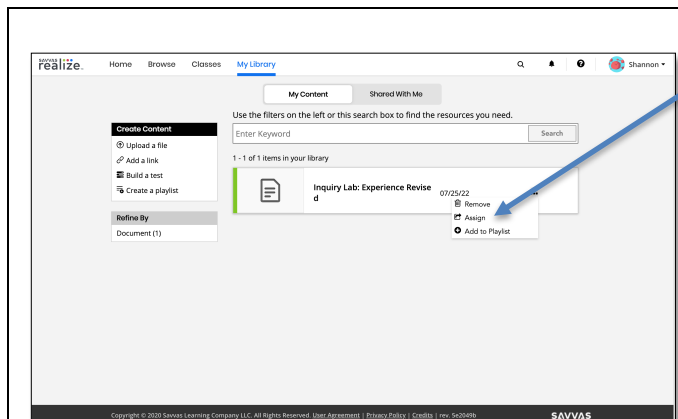 savvas
realize. Home Browse Classes My Library Shannon
My Content Shared With Me
Use the filters on the left or this search box to find the resources you need.
Create Content
Enter Keyword Search
Upload a file
Add a link
Build a test
Create a playlist
1 - 1 of 1 items in your library
Inquiry Lab: Experience Revise
d
07/25/22
Remove
Assign
Add to Playlist
Refine By
Document (1)
Copyright © 2020 Savvas Learning Company LLC. All Rights Reserved. User Agreement | Privacy Policy | Credits | rev. 5e2049b SAVVAS